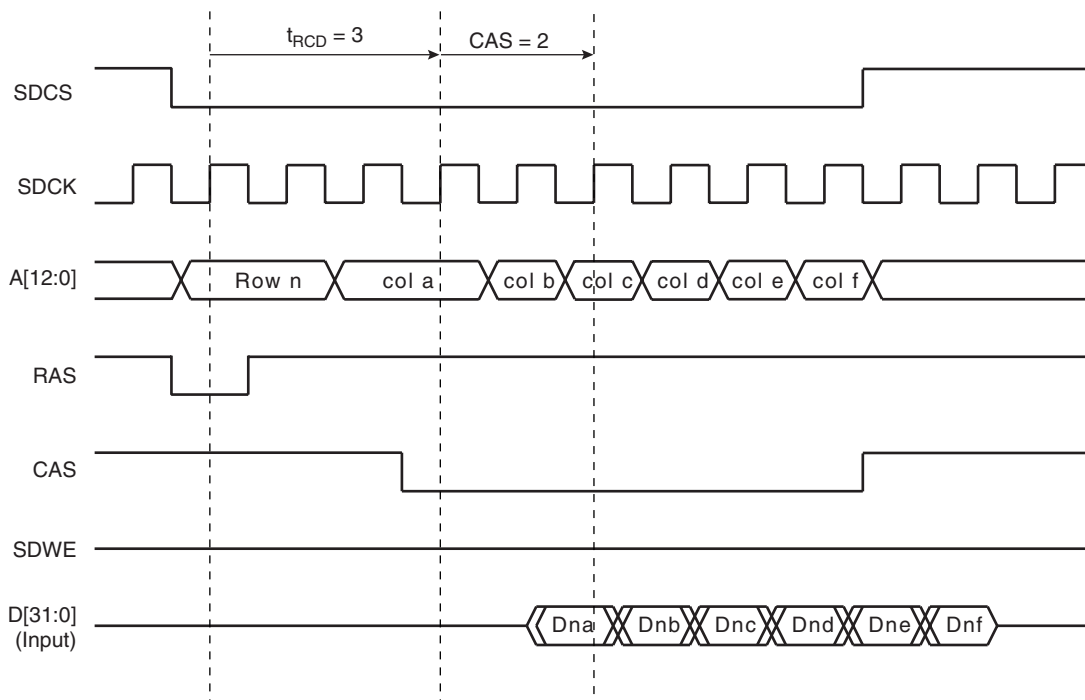 tRCD = 3 CAS = 2
SDCS
SDCK
A[12:0] Row n col a col b col c col d col e col f
RAS
CAS
SDWE
D[31:0]
(Input) Dna Dnb Dnc Dnd Dne Dnf